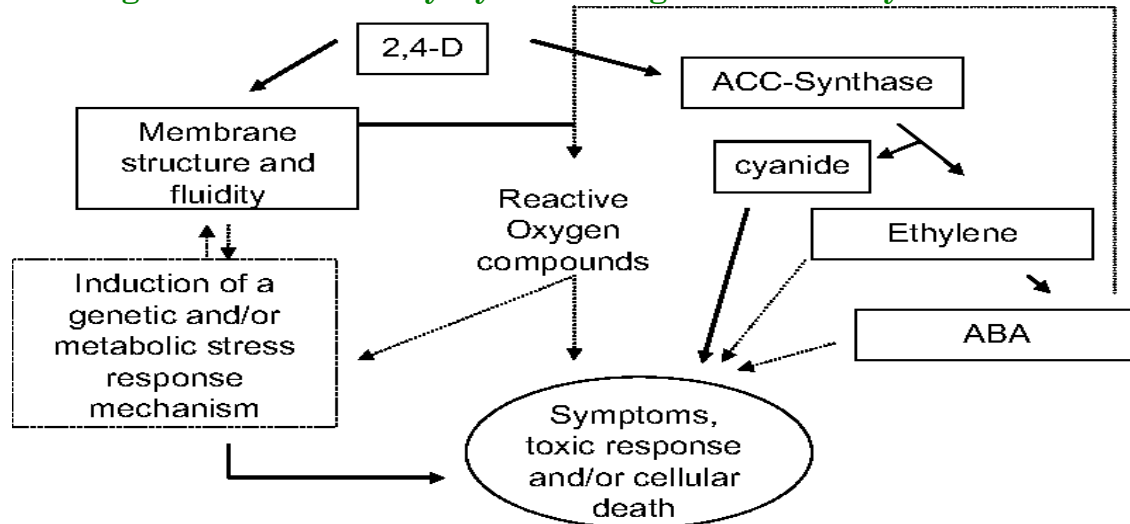 2,4-D
ACC-Synthase
Membrane
structure and
fluidity
cyanide
Reactive
Oxygen
compounds
Ethylene
Induction of a
genetic and/or
metabolic stress
response
mechanism
ABA
Symptoms,
toxic response
and/or cellular
death